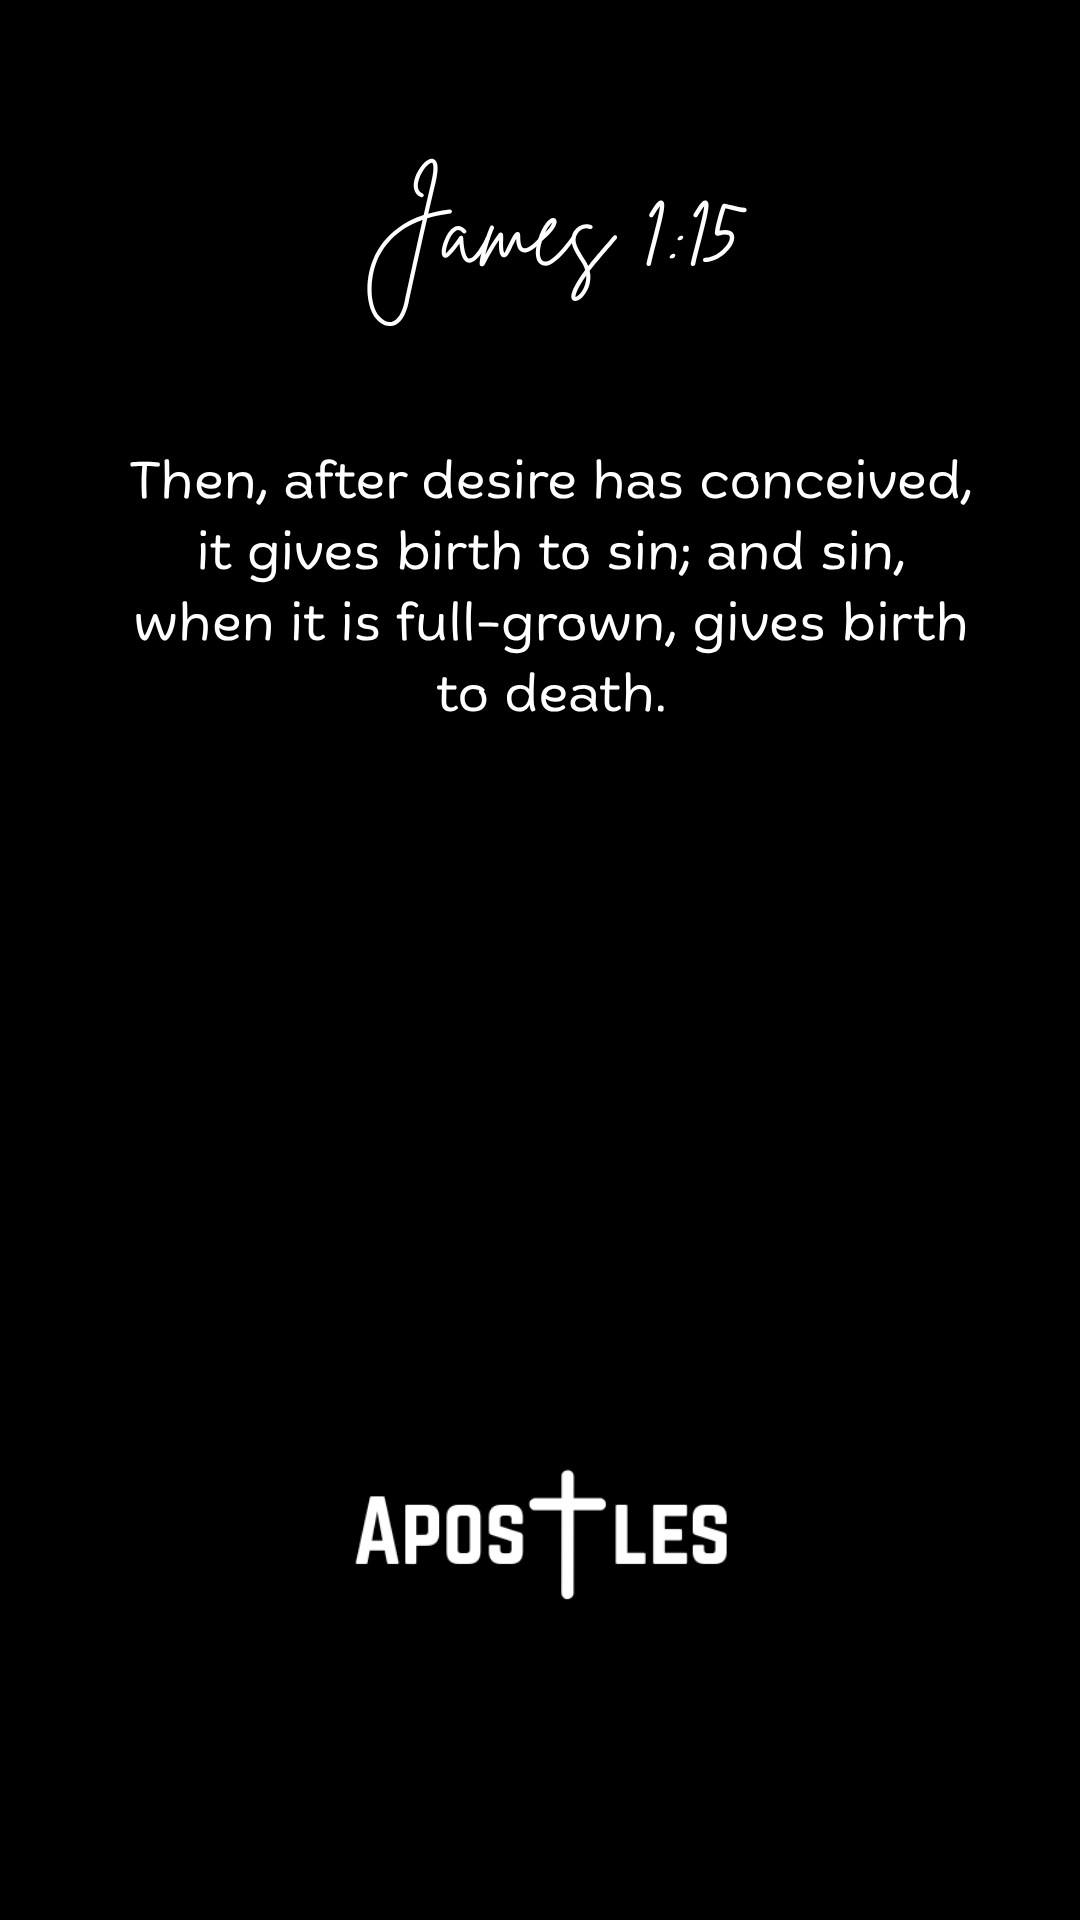 James 1:15
Then, after desire has conceived,
it gives birth to sin; and sin,
when it is full-grown, gives birth
to death.
APOSTLES